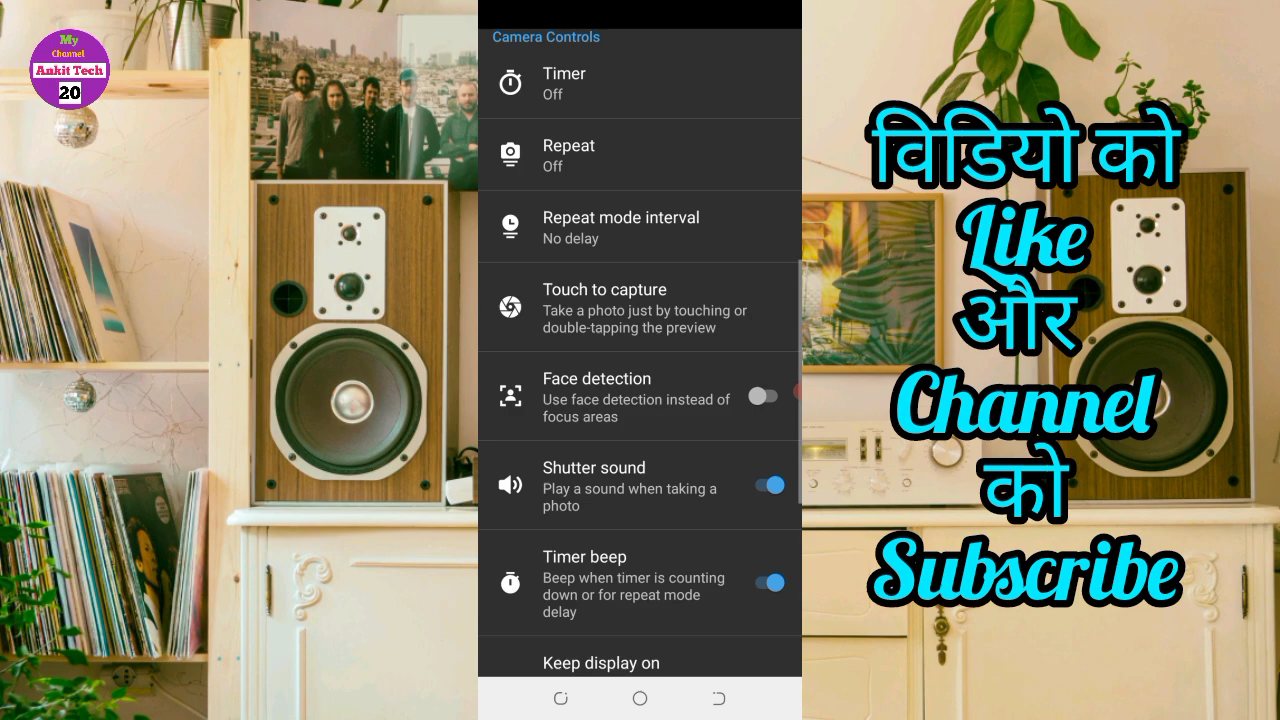 My
Channel
Ankit Tech
20
Camera Controls
Timer
Off
Repeat
Off
Repeat mode interval
No delay
Touch to capture
Take a photo just by touching or
double-tapping the preview
Face detection
Use face detection instead of
focus areas
Shutter sound
Play a sound when taking a
photo
Timer beep
Beep when timer is counting
down or for repeat mode
delay
Keep display on
विडियो को
Like
और
Channel
को
Subscribe